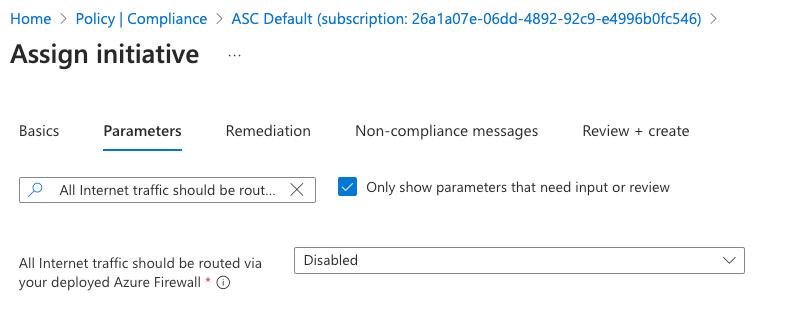 Home > Policy | Compliance > ASC Default (subscription: 26a1a07e-06dd-4892-92c9-e4996b0fc546) >
Assign initiative ...
Basics Parameters Remediation Non-compliance messages Review + create
All Internet traffic should be rout... Only show parameters that need input or review
All Internet traffic should be routed via Disabled
your deployed Azure Firewall *